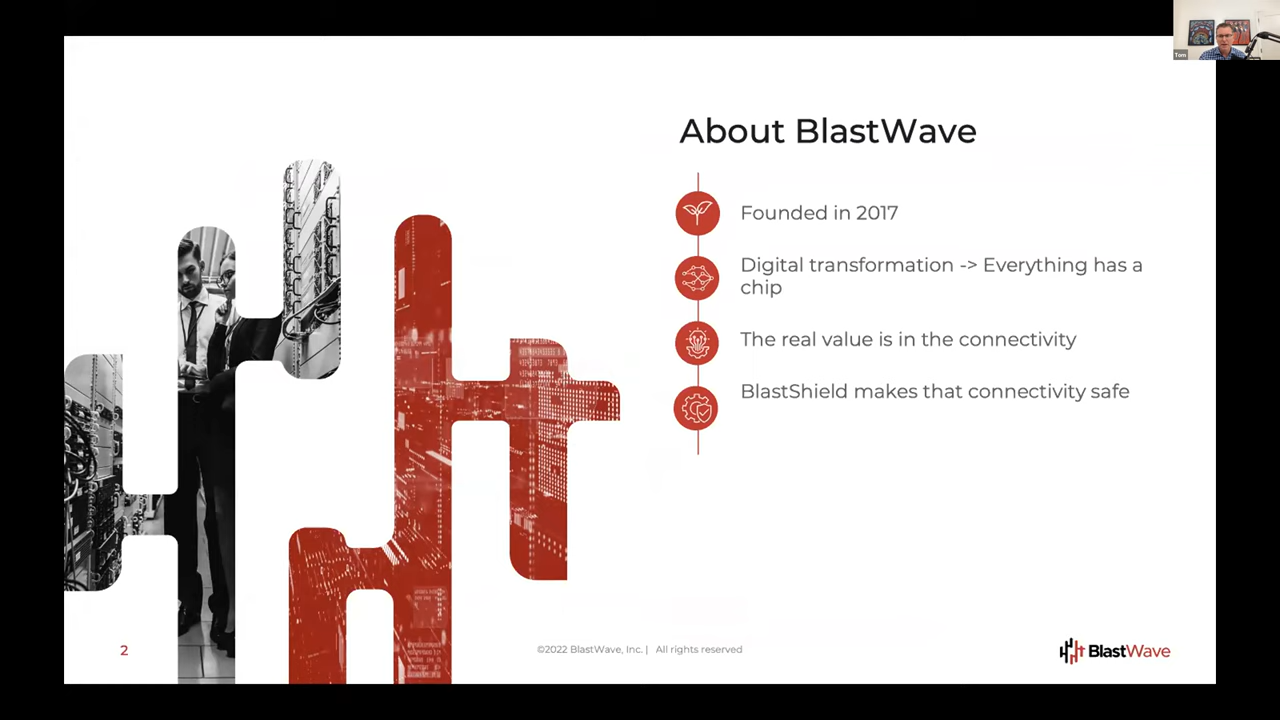 Tom
About BlastWave
Founded in 2017
Digital transformation -> Everything has a
chip
The real value is in the connectivity
BlastShield makes that connectivity safe
2
©2022 BlastWave, Inc. | All rights reserved
BlastWave